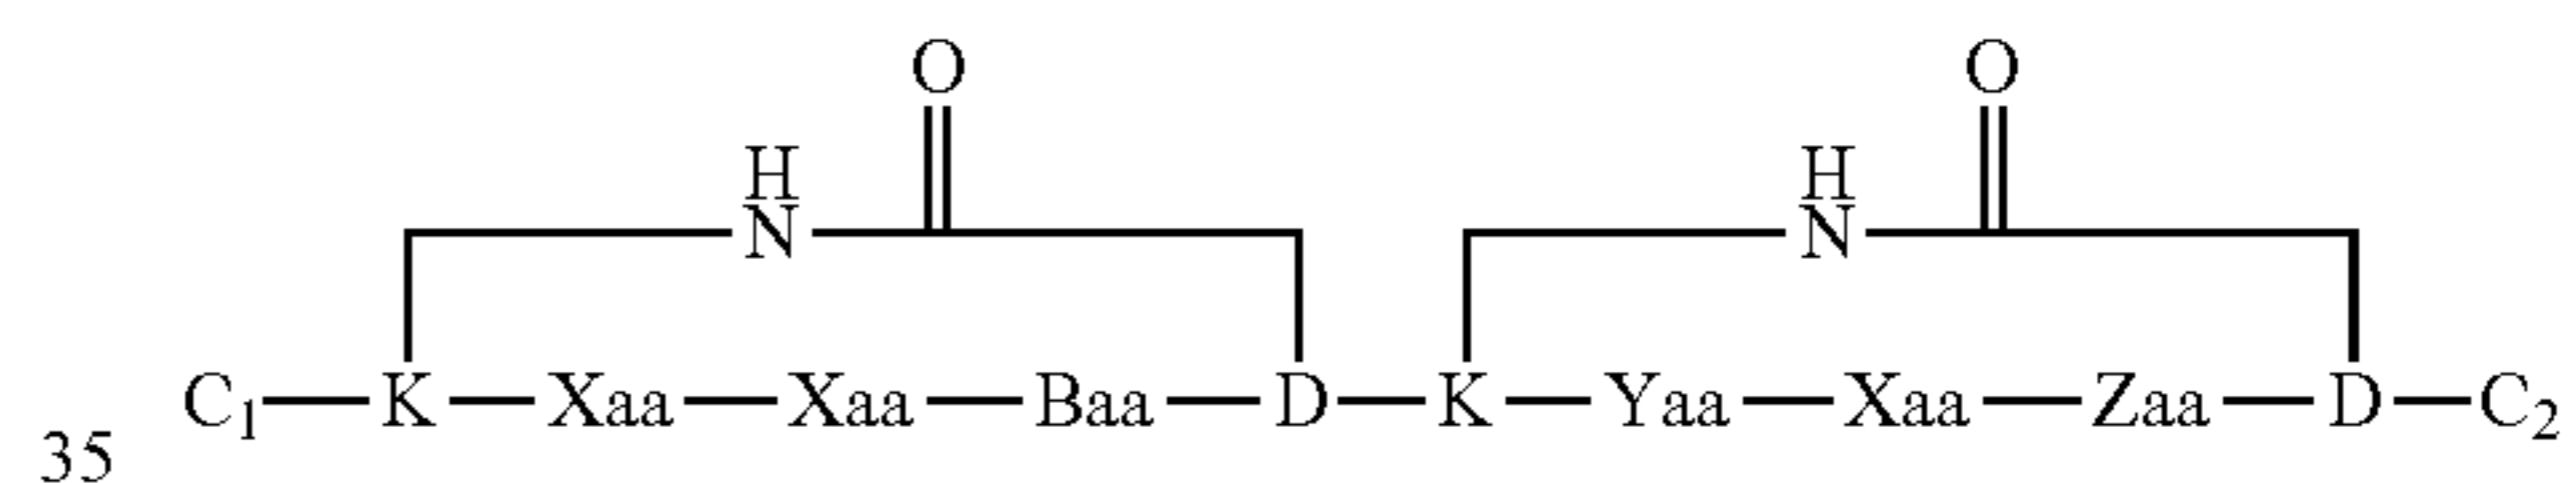 O O
H H
N N
C₁—K—Xaa—Xaa—Baa—D—K—Yaa—Xaa—Zaa—D—C₂
35